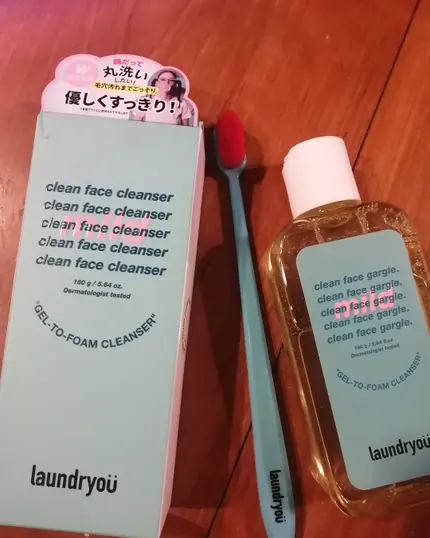 顔だって
丸洗い
したい!
毛穴汚れまでごっそり、
優しくすっきり!
clean face cleanser
clean face cleanser
mild
clean face cleanser
clean face cleanser
clean face cleanser
160 g / 5.64 oz.
Dermatologist tested
"GEL-TO-FOAM CLEANSER"
laundryoü
laundryoü
clean face gargle.
clean face gargle.
mild
clean face gargle.
clean face gargle.
clean face gargle.
160 g / 5.64 fl oz
Dermatologist tested
"GEL-TO-FOAM CLEANSER"
laundryoü